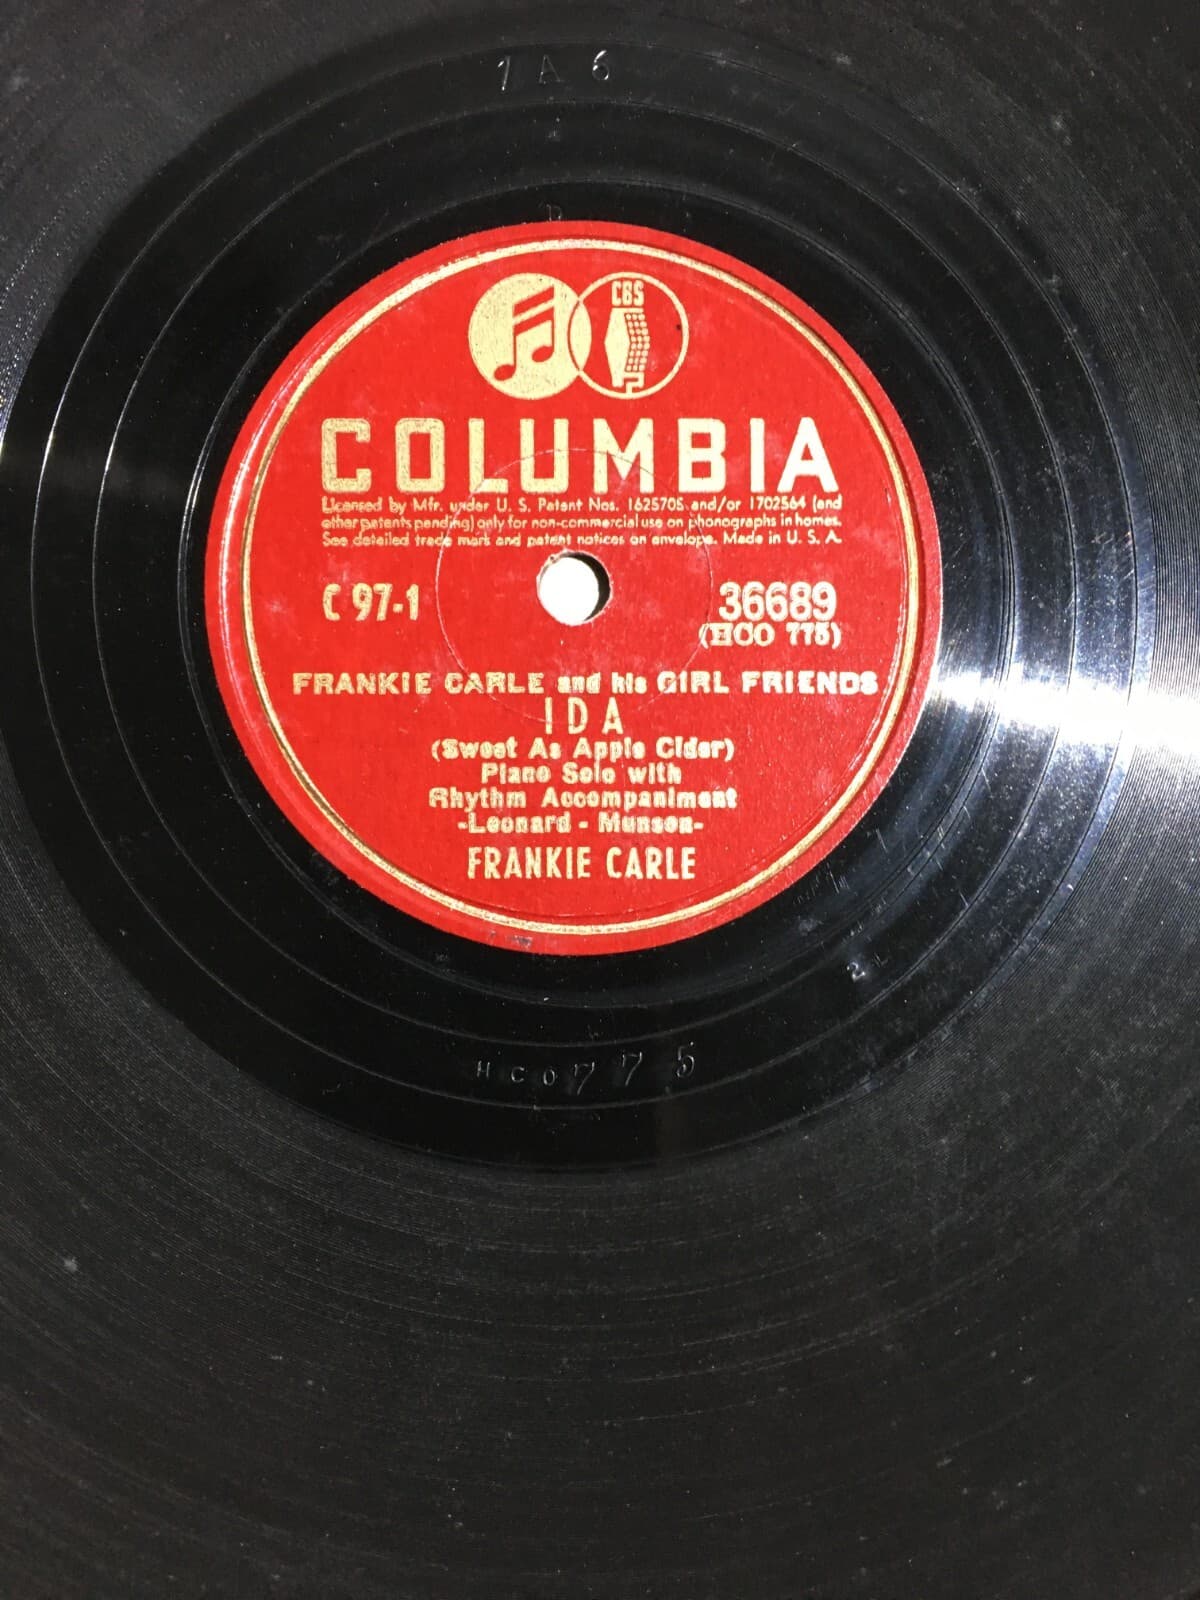 1 A 6
D
CBS
COLUMBIA
Licensed by Mfr. under U. S. Patent Nos. 1625705 and/or 1702564 (and
other patents pending) only for non-commercial use on phonographs in homes.
See detailed trade mark and patent notices on envelope. Made in U. S. A.
C 97-1
36689
(HCO 775)
FRANKIE CARLE and his GIRL FRIENDS
IDA
(Sweet As Apple Cider)
Piano Solo with
Rhythm Accompaniment
-Leonard - Munson-
FRANKIE CARLE
2L
HCO775